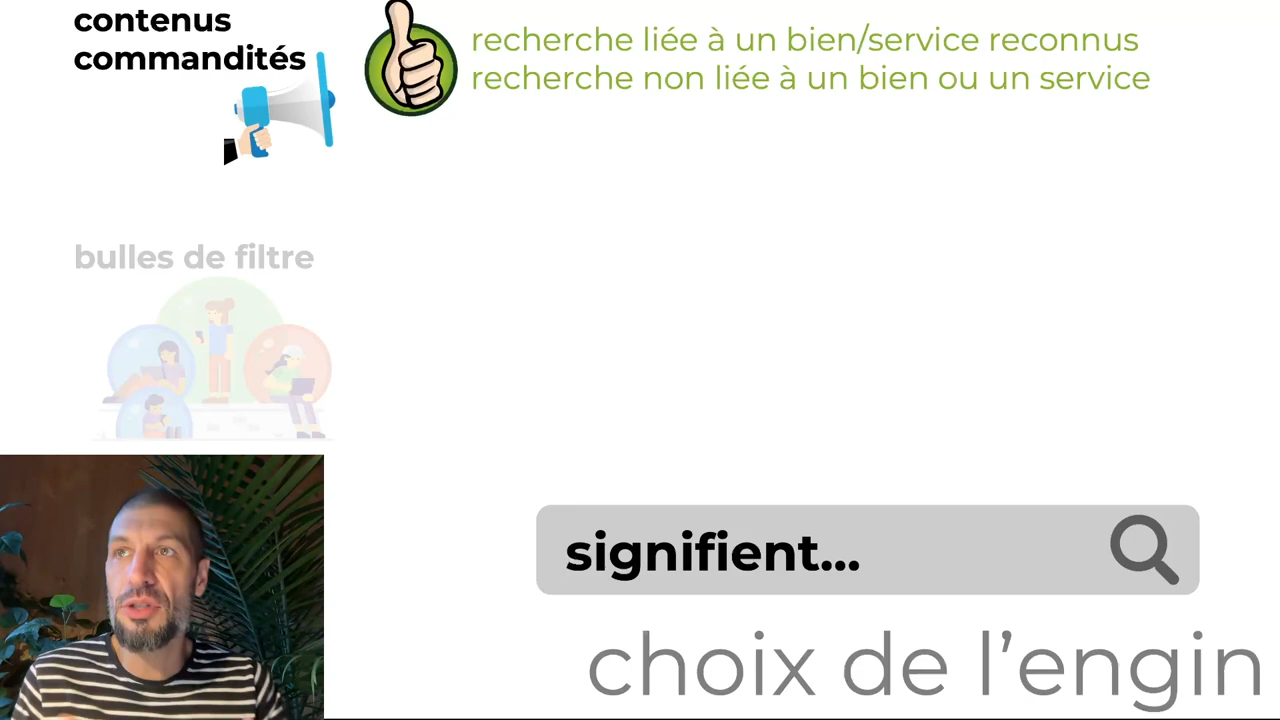 contenus
commandités
recherche liée à un bien/service reconnus
recherche non liée à un bien ou un service
bulles de filtre
signifient...
choix de l'engin